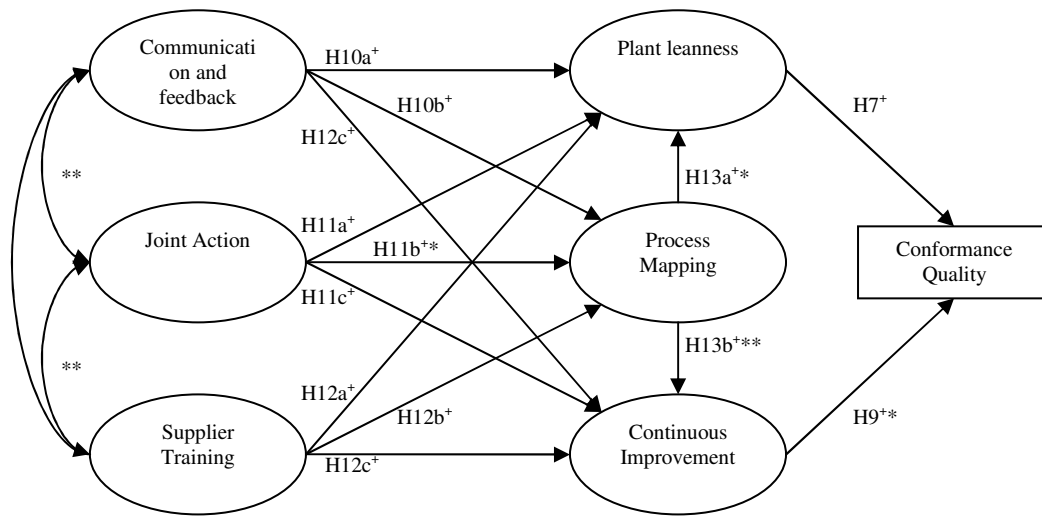 Communicati
on and
feedback
H10a⁺
Plant leanness
H10b⁺
H7⁺
H12c⁺
**
H13a⁺*
Joint Action
H11a⁺
H11b⁺*
H11c⁺
Process
Mapping
Conformance
Quality
H13b⁺**
**
H12a⁺
H12b⁺
H9⁺*
Supplier
Training
H12c⁺
Continuous
Improvement